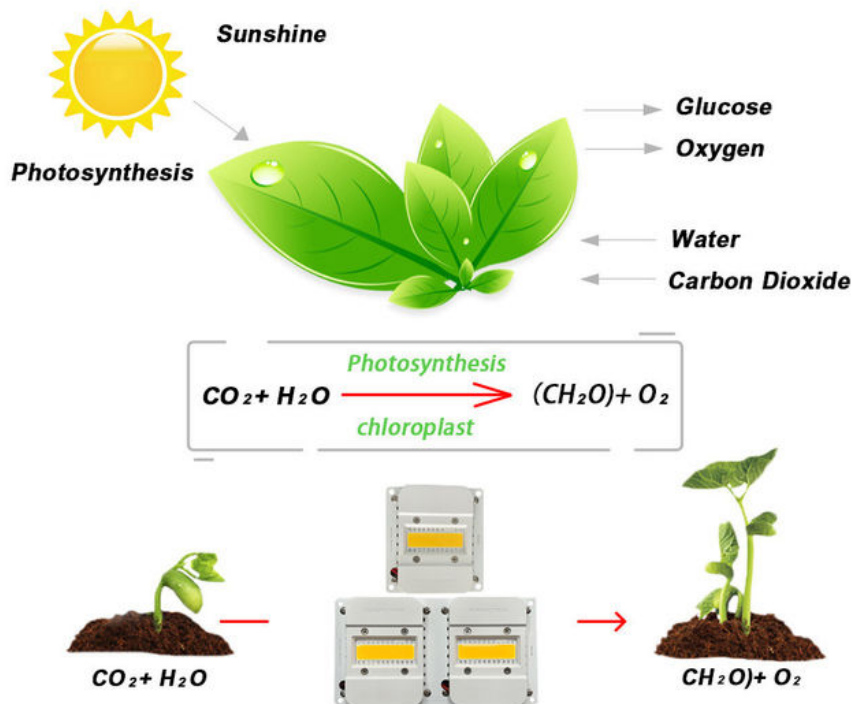 Sunshine
Glucose
Oxygen
Photosynthesis
Water
Carbon Dioxide
Photosynthesis
CO₂+ H₂O
(CH₂O)+ O₂
chloroplast
CO₂+ H₂O
CH₂O)+ O₂